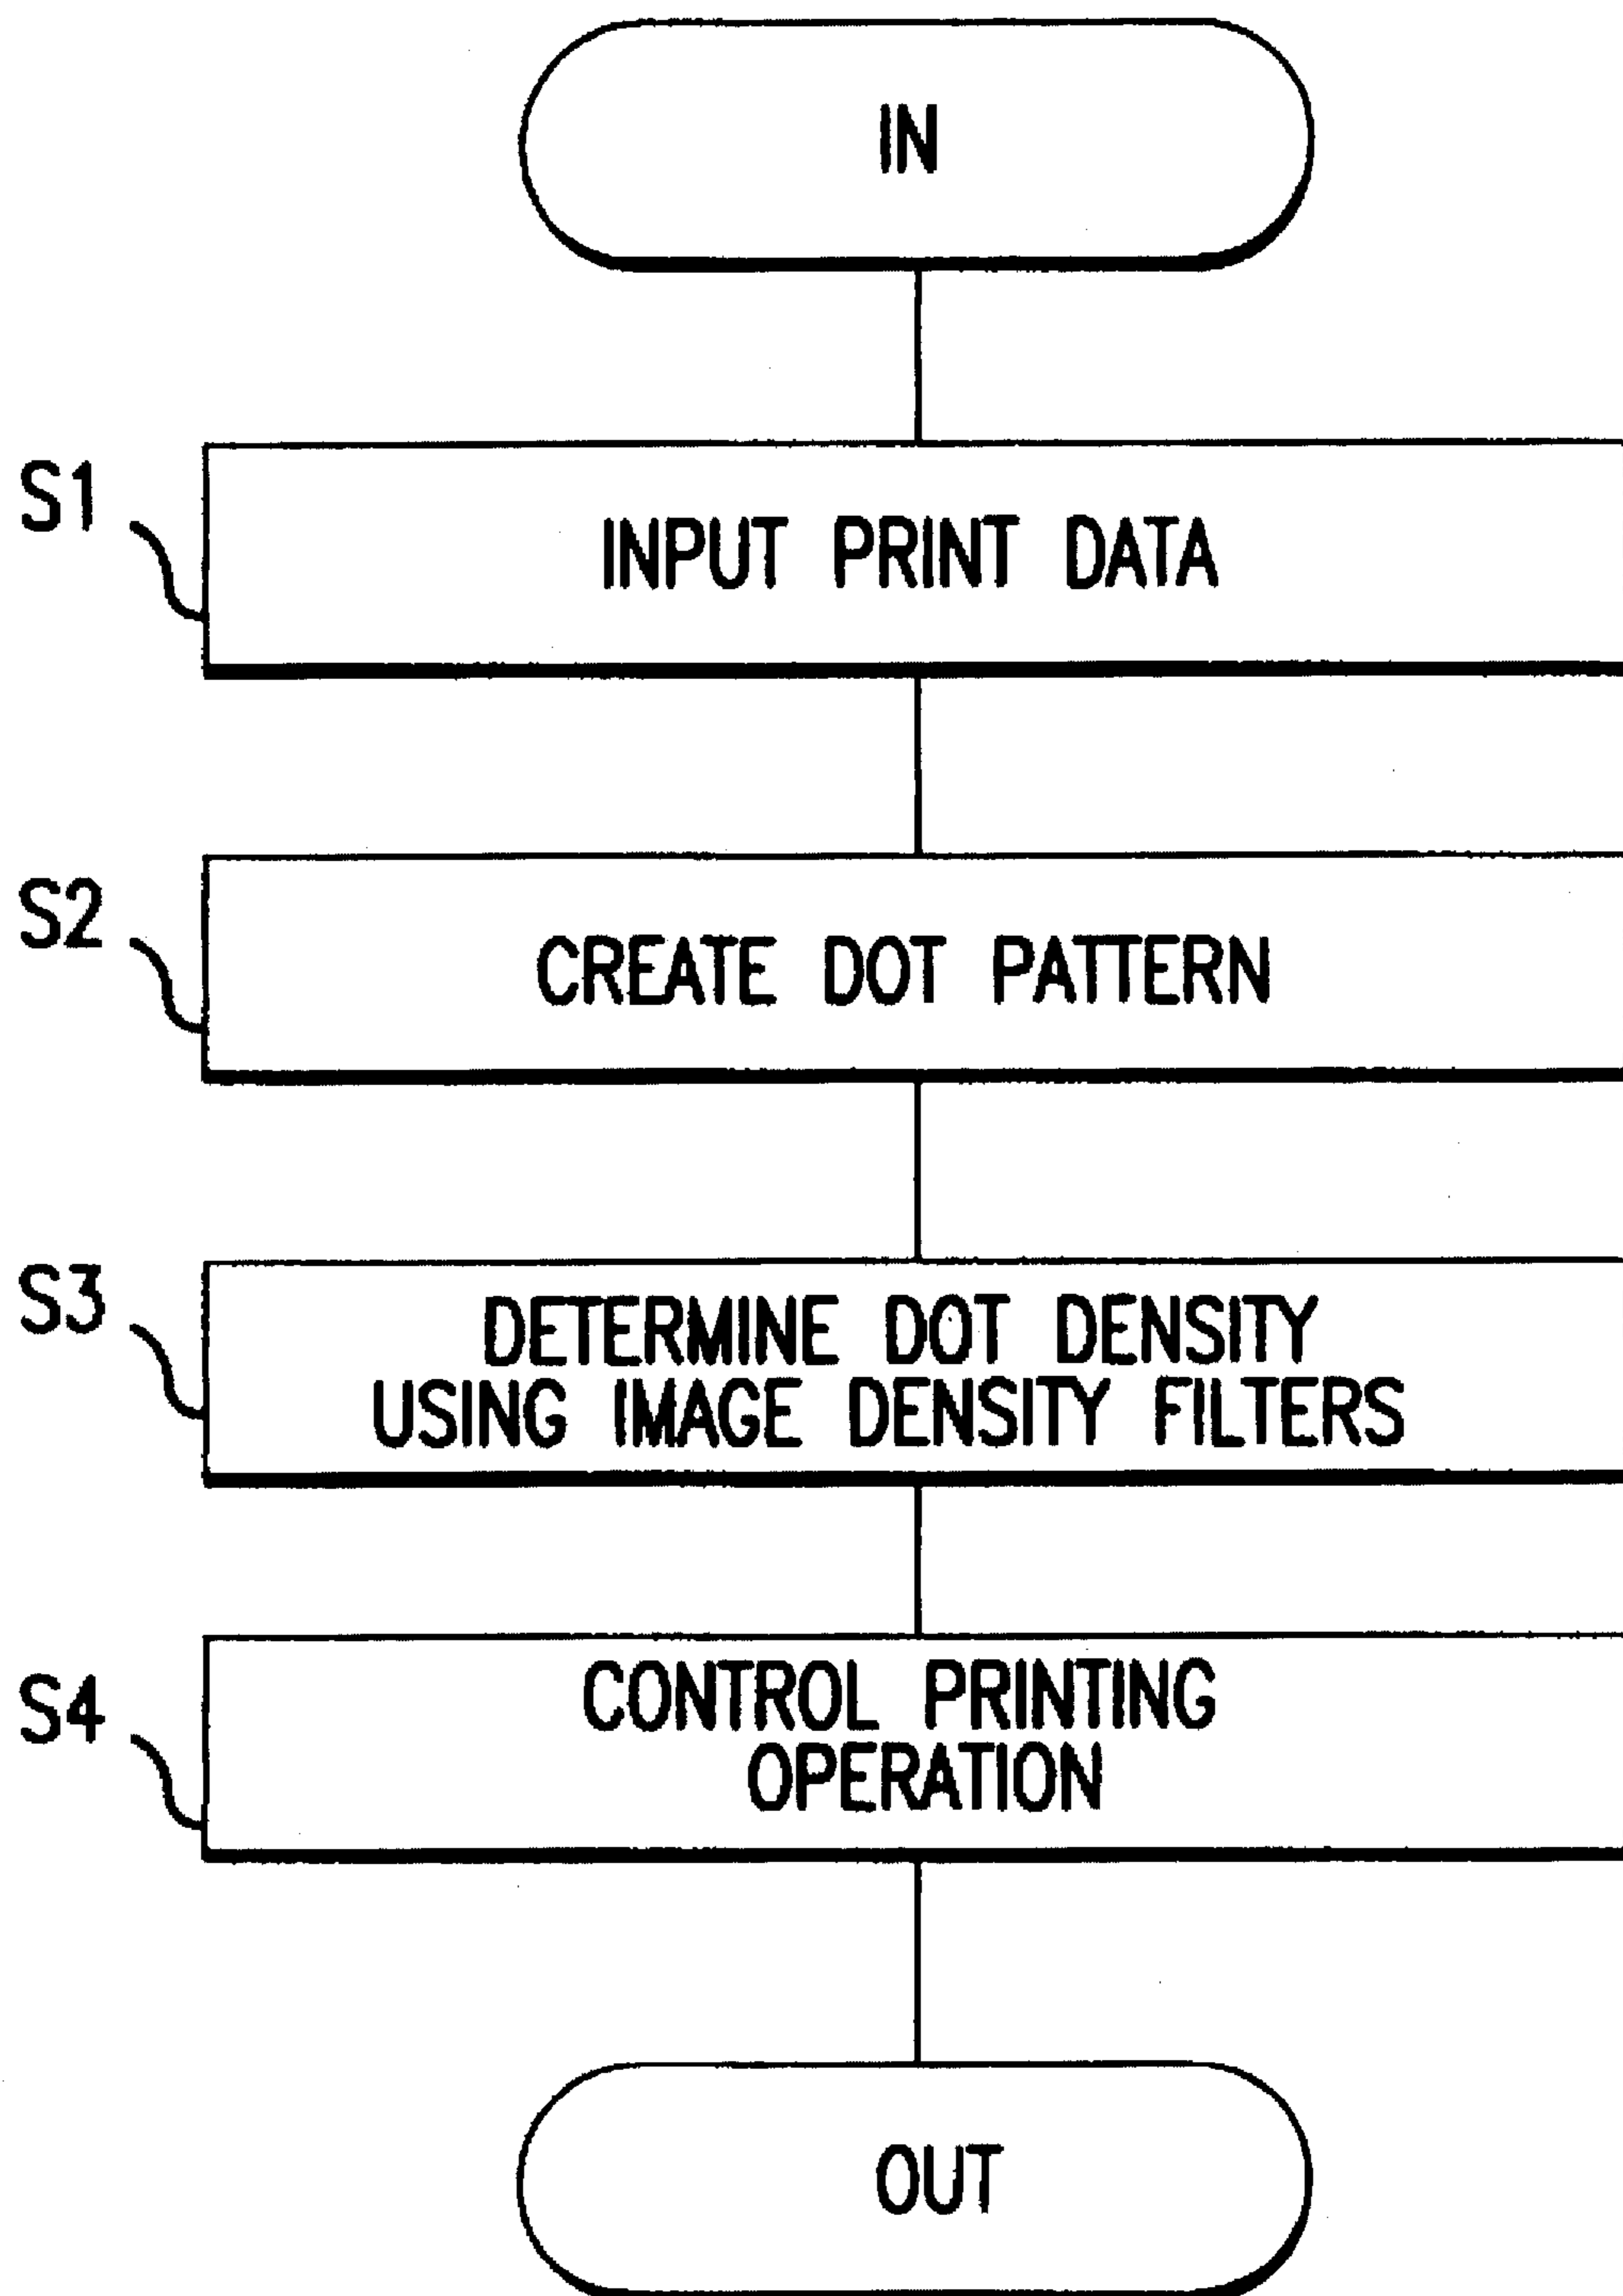 IN
S1
INPUT PRINT DATA
S2
CREATE DOT PATTERN
S3
DETERMINE DOT DENSITY
USING IMAGE DENSITY FILTERS
S4
CONTROL PRINTING
OPERATION
OUT